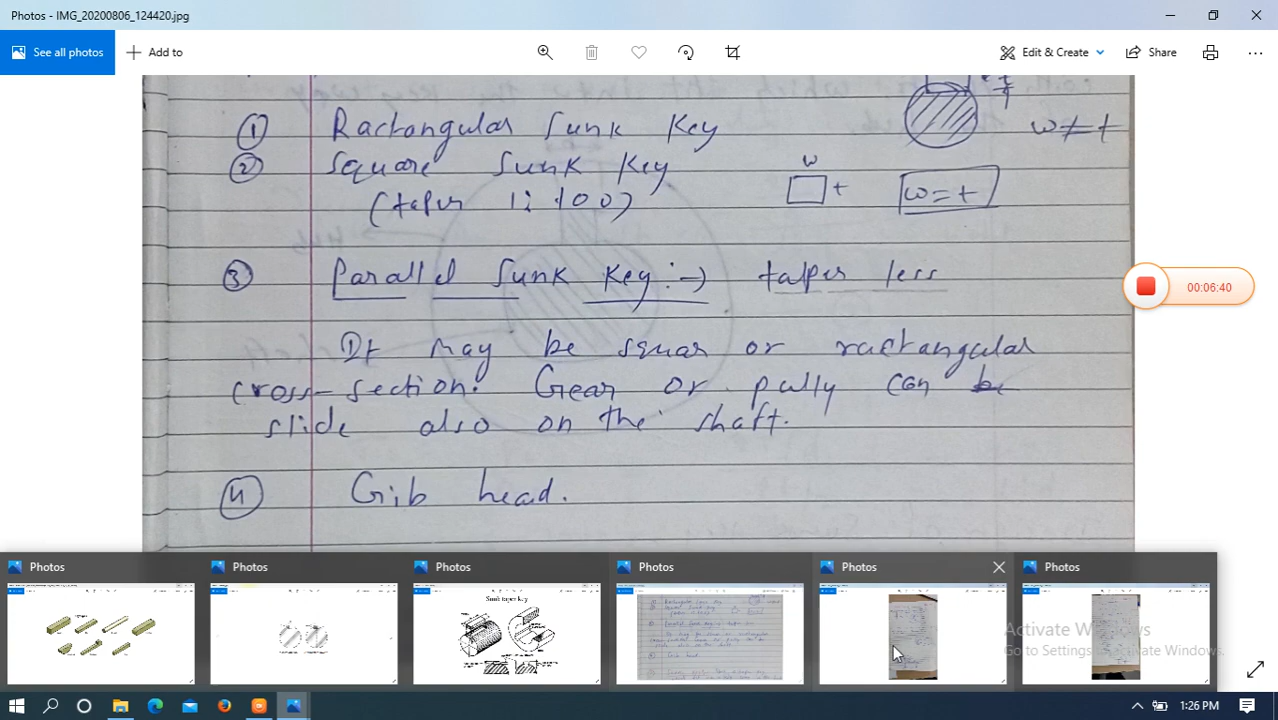 Photos - IMG_20200806_124420.jpg
See all photos
Add to
Edit & Create
Share
① Ractangular Sunk Key
w ≠ t
② Square Sunk Key
w
t
w = t
(taper 1:100)
③ Parallel Sunk Key :→ taper less
It may be squar or ractangular
cross-section. Gear or pully can be
slide also on the shaft.
④ Gib head.
00:06:40
Photos
Photos
Photos
Photos
Photos
Photos
Sunk taper Key
Activate Windows
Go to Settings to Activate Windows.
1:26 PM